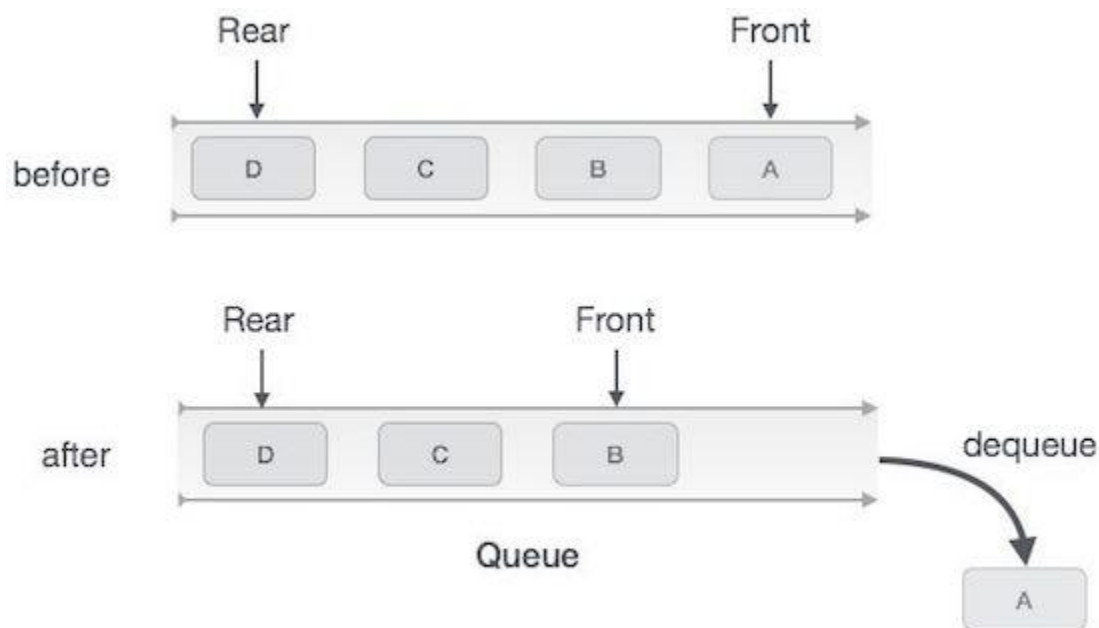 Rear Front
before D C B A
Rear Front
after D C B dequeue
Queue
A